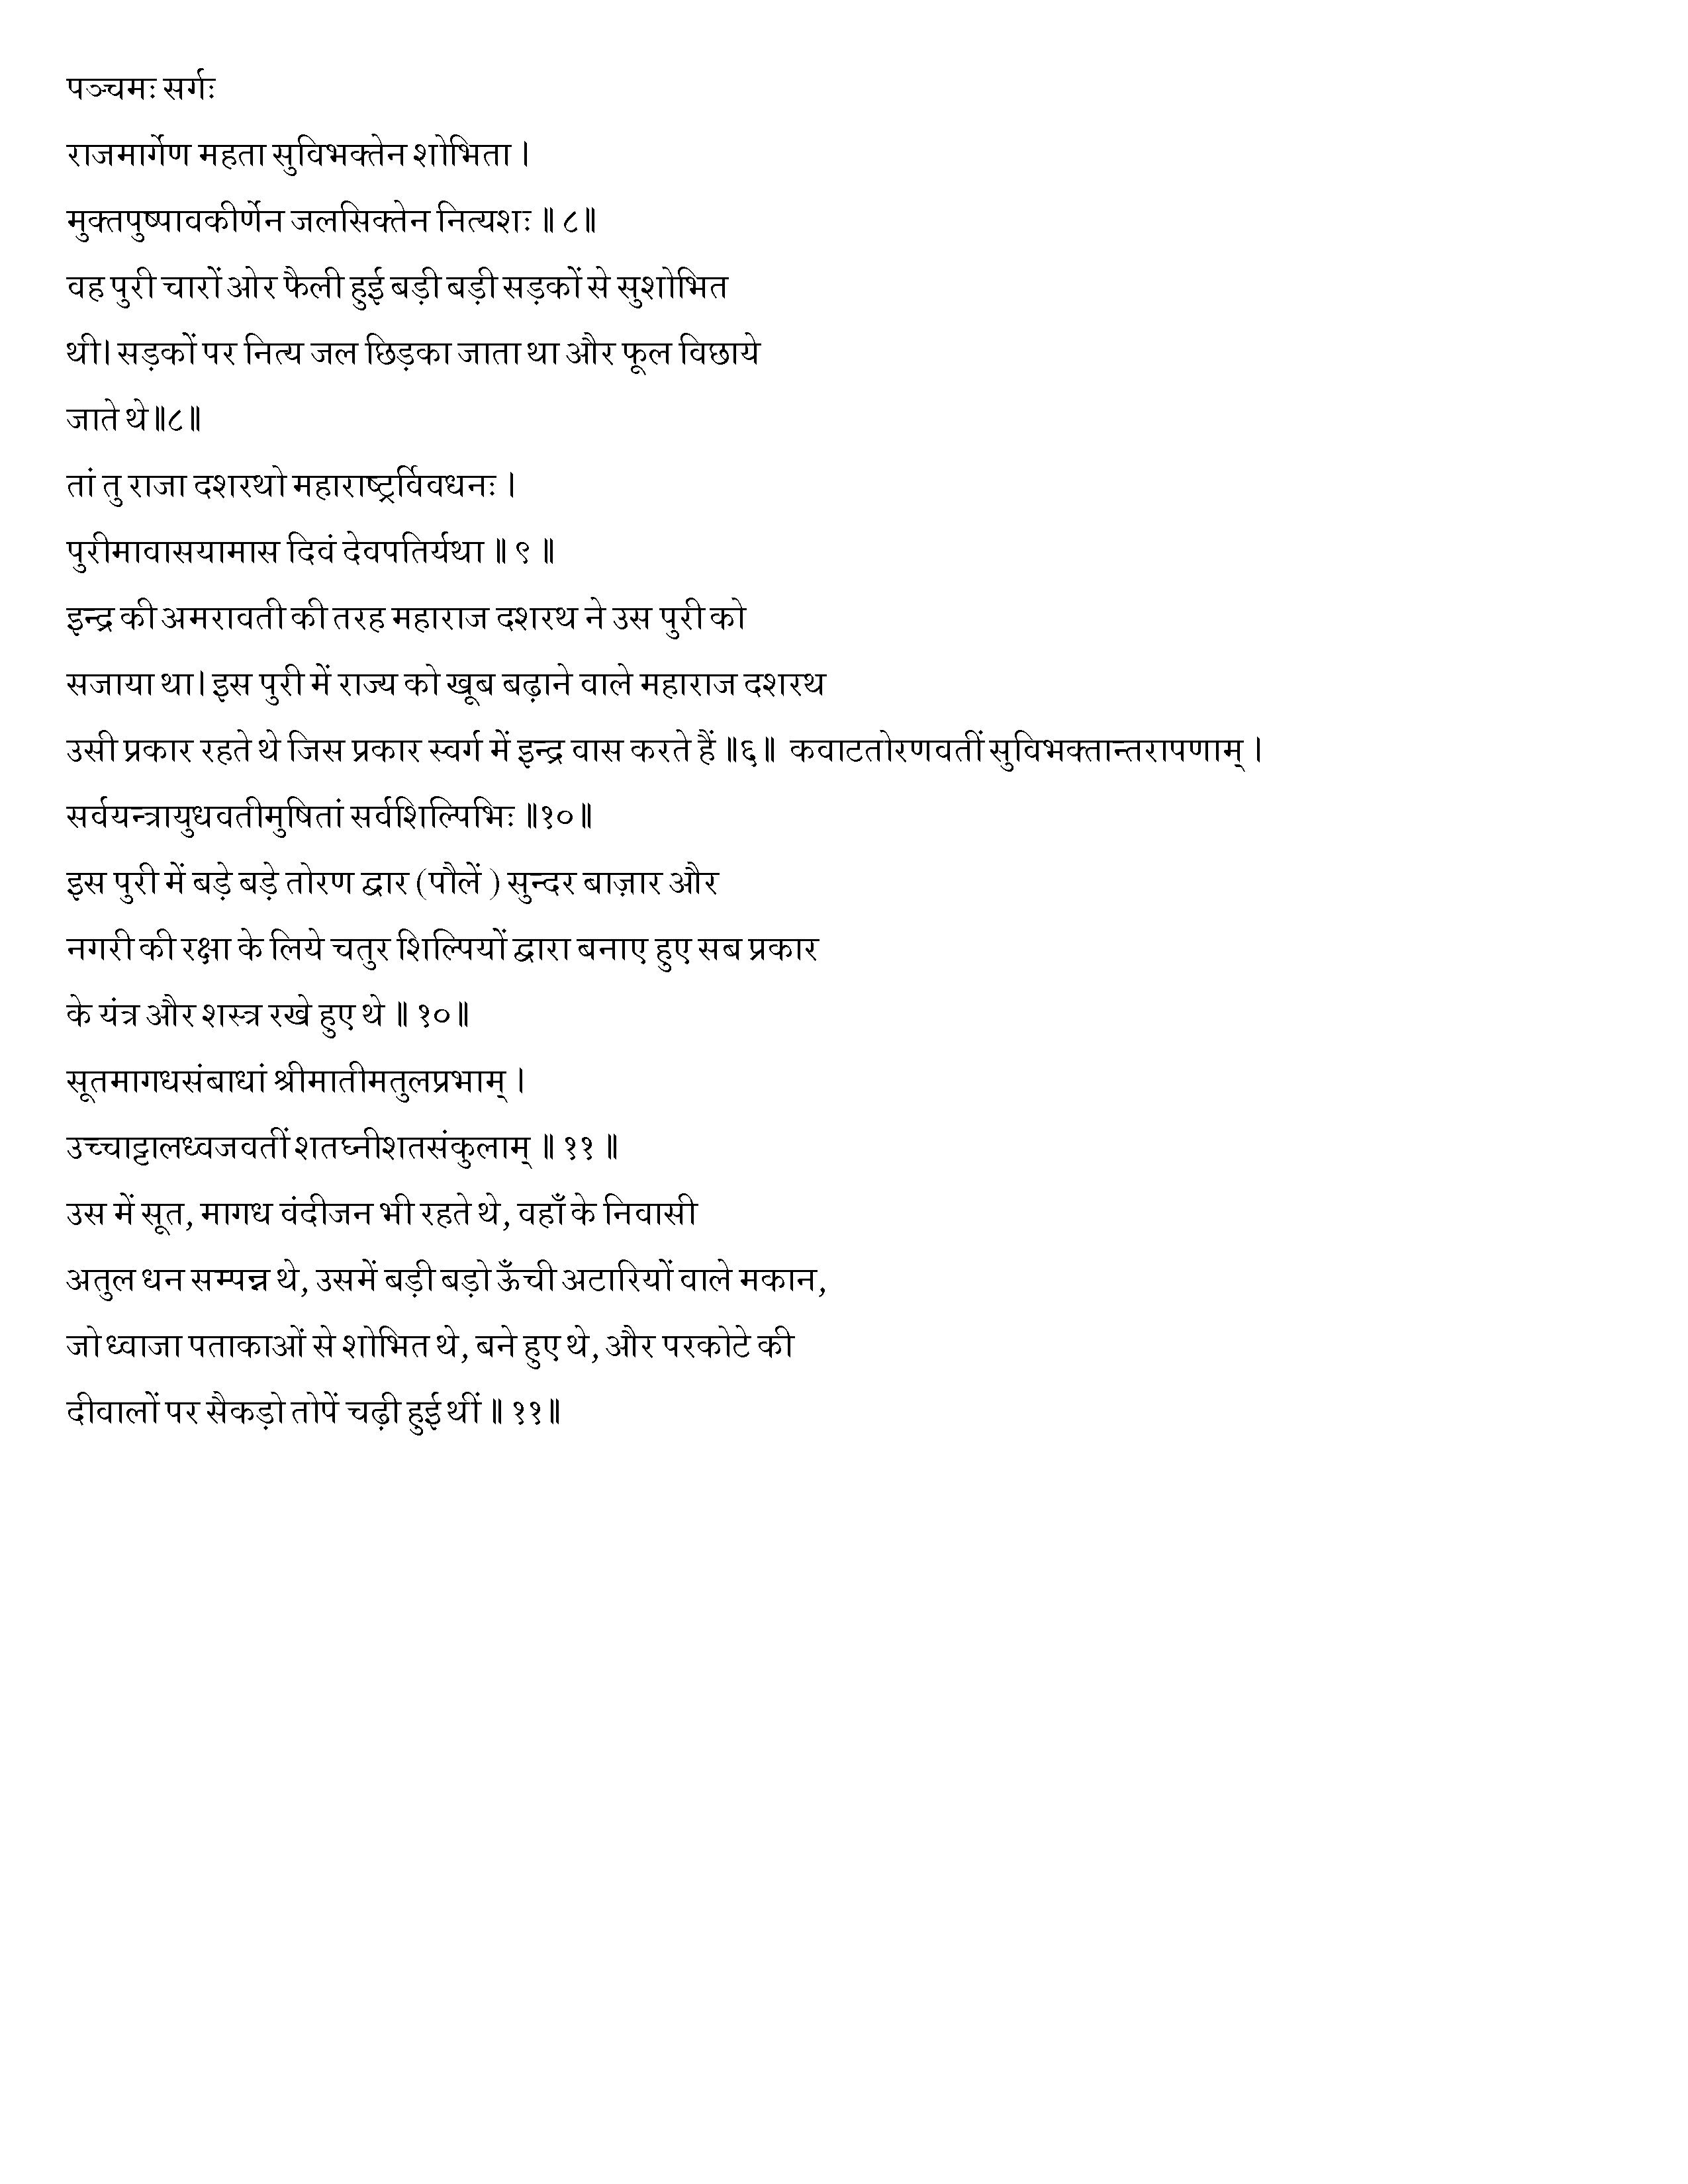 पञ्चमः सर्गः
राजमार्गेण महता सुविभक्तेन शोभिता ।
मुक्तपुष्पावकीर्णेन जलसिक्तेन नित्यशः ॥ ८॥
वह पुरी चारों ओर फैली हुई बड़ी बड़ी सड़कों से सुशोभित
थी। सड़कों पर नित्य जल छिड़का जाता था और फूल विछाये
जाते थे॥८॥
तां तु राजा दशरथो महाराष्ट्रर्विवधनः ।
पुरीमावासयामास दिवं देवपतिर्यथा ॥ ९ ॥
इन्द्र की अमरावती की तरह महाराज दशरथ ने उस पुरी को
सजाया था। इस पुरी में राज्य को खूब बढ़ाने वाले महाराज दशरथ
उसी प्रकार रहते थे जिस प्रकार स्वर्ग में इन्द्र वास करते हैं ॥६॥ कवाटतोरणवतीं सुविभक्तान्तरापणाम् ।
सर्वयन्त्रायुधवतीमुषितां सर्वशिल्पिभिः ॥१०॥
इस पुरी में बड़े बड़े तोरण द्वार (पौलें ) सुन्दर बाज़ार और
नगरी की रक्षा के लिये चतुर शिल्पियों द्वारा बनाए हुए सब प्रकार
के यंत्र और शस्त्र रखे हुए थे ॥ १०॥
सूतमागधसंबाधां श्रीमातीमतुलप्रभाम् ।
उच्चाट्टालध्वजवतीं शतघ्नीशतसंकुलाम् ॥ ११ ॥
उस में सूत, मागध वंदीजन भी रहते थे, वहाँ के निवासी
अतुल धन सम्पन्न थे, उसमें बड़ी बड़ो ऊँची अटारियों वाले मकान,
जो ध्वाजा पताकाओं से शोभित थे, बने हुए थे, और परकोटे की
दीवालों पर सैकड़ो तोपें चढ़ी हुई थीं ॥ ११॥